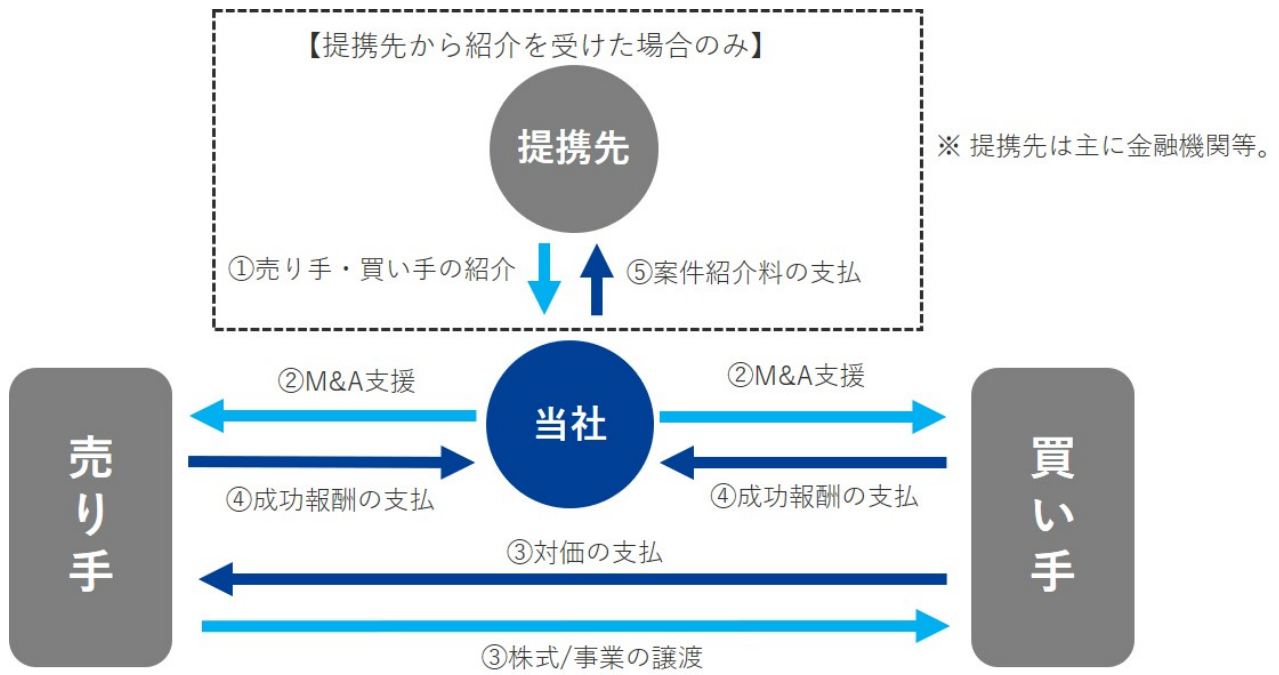 【提携先から紹介を受けた場合のみ】
提携先
※ 提携先は主に金融機関等。
①売り手・買い手の紹介
⑤案件紹介料の支払
②M&A支援
②M&A支援
当社
売り手
買い手
④成功報酬の支払
④成功報酬の支払
③対価の支払
③株式/事業の譲渡